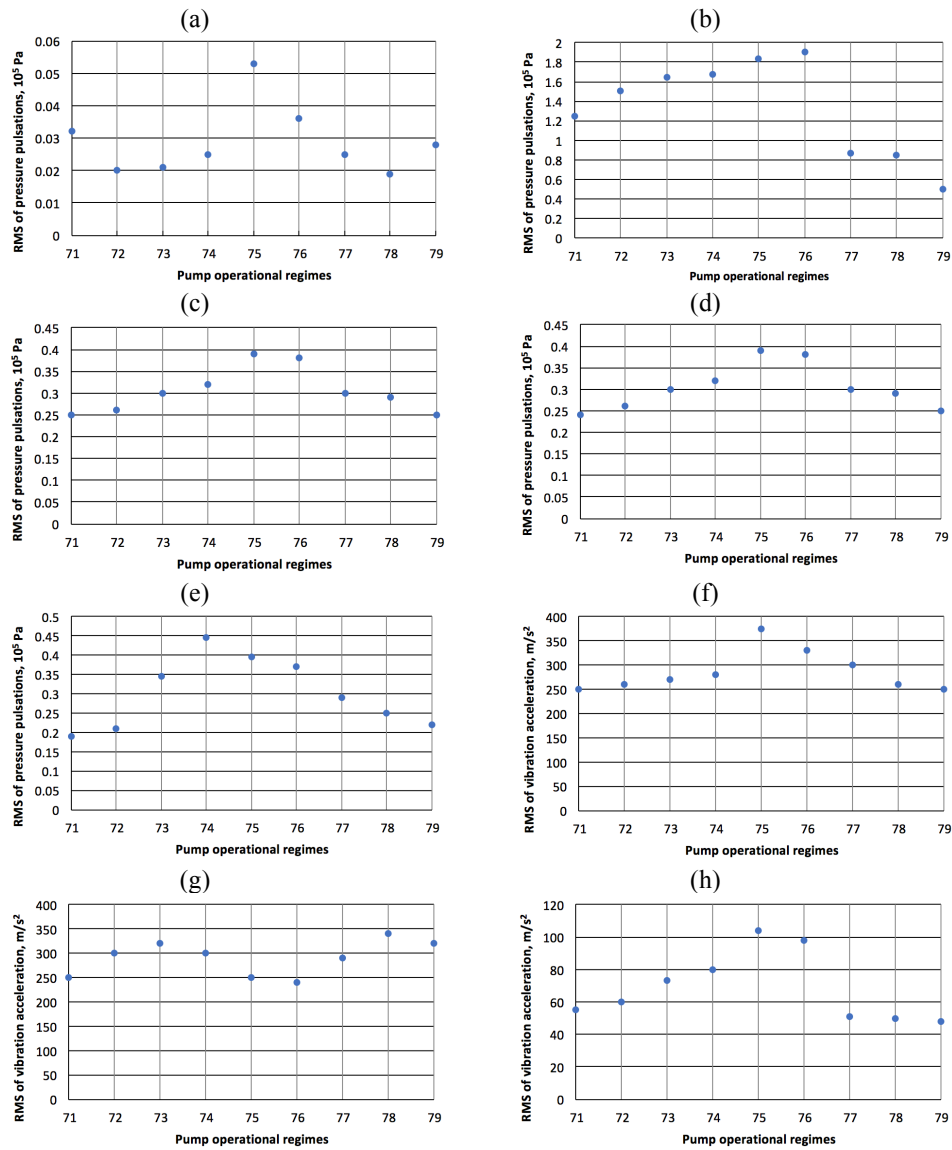 (a)
RMS of pressure pulsations, 10⁵ Pa
0.06
0.05
0.04
0.03
0.02
0.01
0
71 72 73 74 75 76 77 78 79
Pump operational regimes
(b)
RMS of pressure pulsations, 10⁵ Pa
2
1.8
1.6
1.4
1.2
1
0.8
0.6
0.4
0.2
0
71 72 73 74 75 76 77 78 79
Pump operational regimes
(c)
RMS of pressure pulsations, 10⁵ Pa
0.45
0.4
0.35
0.3
0.25
0.2
0.15
0.1
0.05
0
71 72 73 74 75 76 77 78 79
Pump operational regimes
(d)
RMS of pressure pulsations, 10⁵ Pa
0.45
0.4
0.35
0.3
0.25
0.2
0.15
0.1
0.05
0
71 72 73 74 75 76 77 78 79
Pump operational regimes
(e)
RMS of pressure pulsations, 10⁵ Pa
0.5
0.45
0.4
0.35
0.3
0.25
0.2
0.15
0.1
0.05
0
71 72 73 74 75 76 77 78 79
Pump operational regimes
(f)
RMS of vibration acceleration, m/s²
400
350
300
250
200
150
100
50
0
71 72 73 74 75 76 77 78 79
Pump operational regimes
(g)
RMS of vibration acceleration, m/s²
400
350
300
250
200
150
100
50
0
71 72 73 74 75 76 77 78 79
Pump operational regimes
(h)
RMS of vibration acceleration, m/s²
120
100
80
60
40
20
0
71 72 73 74 75 76 77 78 79
Pump operational regimes